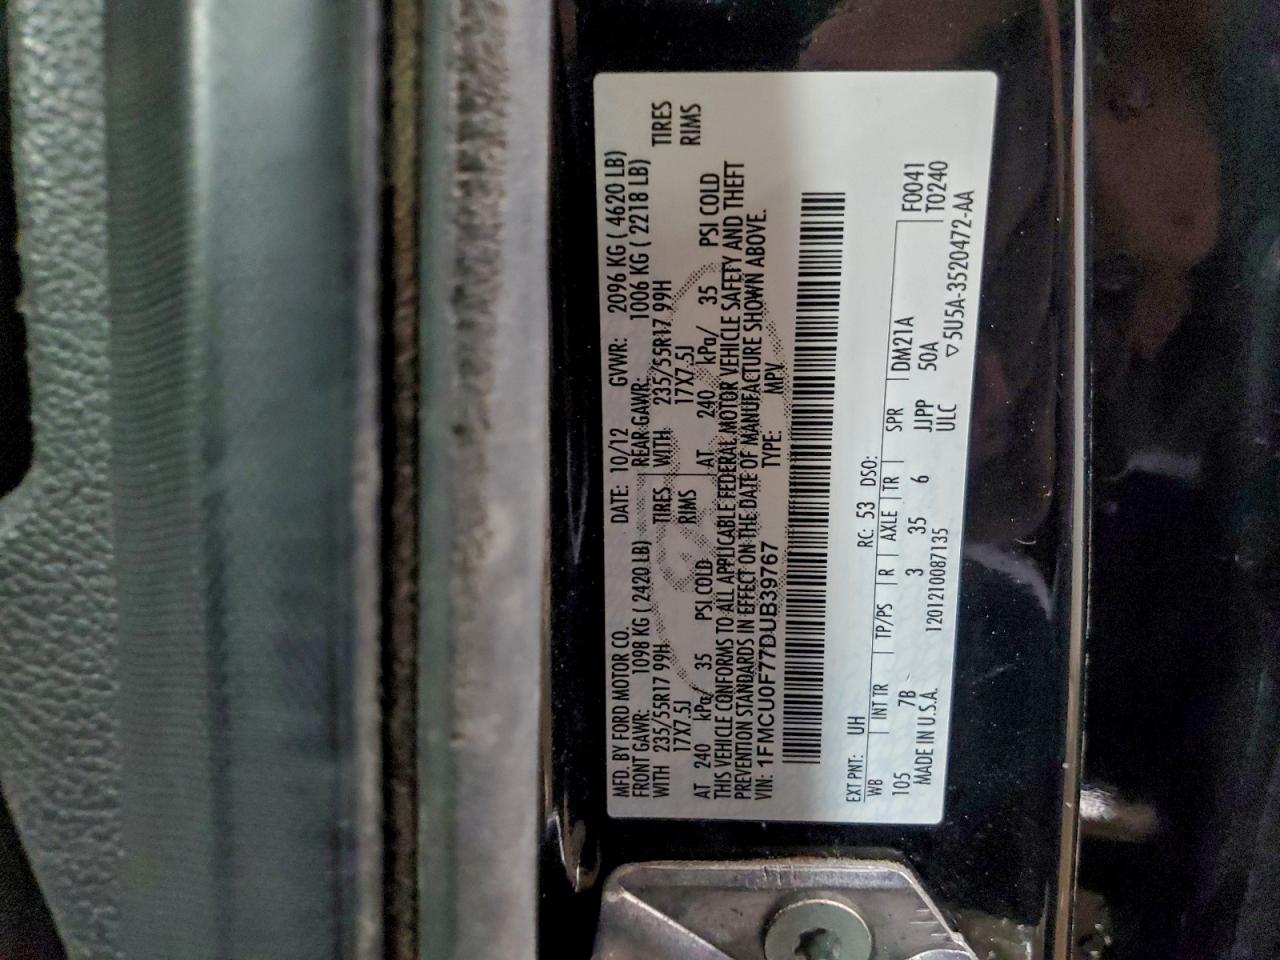 MFD. BY FORD MOTOR CO. DATE: 10/12 GVWR: 2096 KG ( 4620 LB)
FRONT GAWR: 1098 KG ( 2420 LB) REAR GAWR: 1006 KG ( 2218 LB)
WITH 235/55R17 99H TIRES WITH 235/55R17 99H TIRES
17X7.5J RIMS 17X7.5J RIMS
AT 240 kPa/ 35 PSI COLD AT 240 kPa/ 35 PSI COLD
THIS VEHICLE CONFORMS TO ALL APPLICABLE FEDERAL MOTOR VEHICLE SAFETY AND THEFT
PREVENTION STANDARDS IN EFFECT ON THE DATE OF MANUFACTURE SHOWN ABOVE.
VIN: 1FMCU0F77DUB39767 TYPE: MPV
EXT PNT: UH RC: 53 DSO:
WB INT TR TP/PS R AXLE TR SPR DM21A F0041
105 7B 3 35 6 JJPP 50A T0240
MADE IN U.S.A. 1201210087135 ULC ▽5U5A-3520472-AA